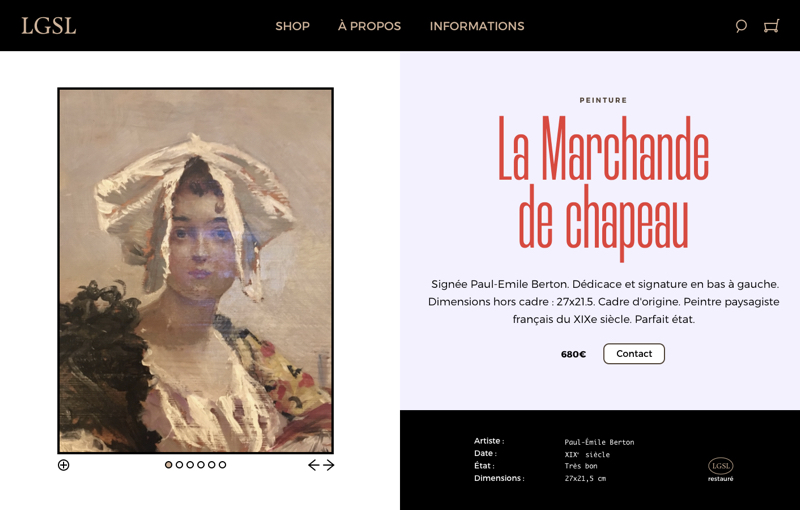 LGSL
SHOP À PROPOS INFORMATIONS
PEINTURE
La Marchande
de chapeau
Signée Paul-Emile Berton. Dédicace et signature en bas à gauche.
Dimensions hors cadre : 27x21.5. Cadre d'origine. Peintre paysagiste
français du XIXe siècle. Parfait état.
680€ Contact
Artiste : Paul-Émile Berton
Date : XIXᵉ siècle
État : Très bon
Dimensions : 27x21,5 cm
LGSL
restauré